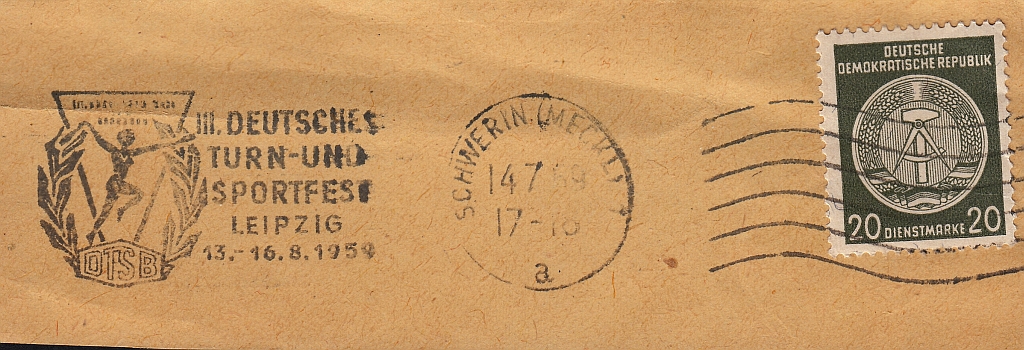 III. DEUTSCHES
TURN-UND
SPORTFEST
LEIPZIG
13.-16.8.1959
DTSB
SCHWERIN (MECKL)
14.7.59
17-18
a
DEUTSCHE
DEMOKRATISCHE REPUBLIK
20 DIENSTMARKE 20